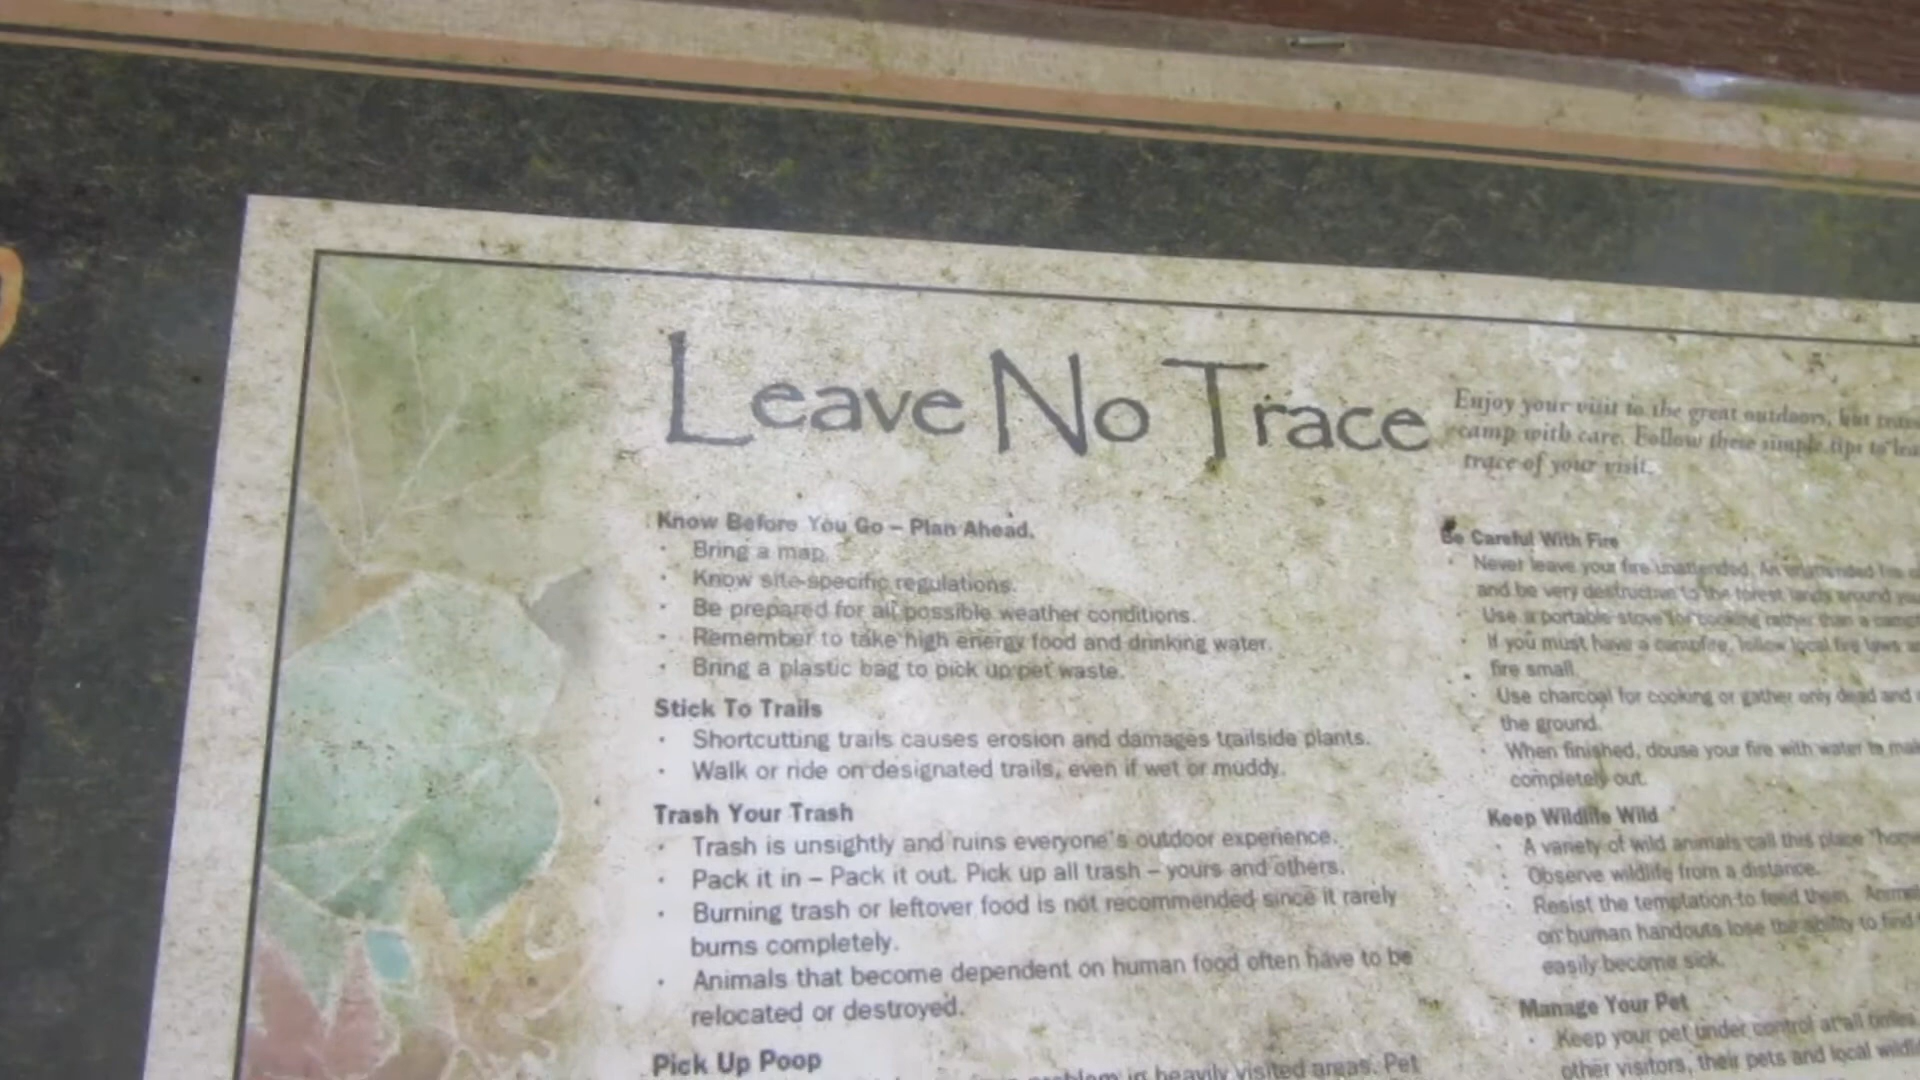 Leave No Trace
Enjoy your visit to the great outdoors, but
camp with care. Follow these simple tips to
trace of your visit.
Know Before You Go – Plan Ahead.
· Bring a map.
· Know site-specific regulations.
· Be prepared for all possible weather conditions.
· Remember to take high energy food and drinking water.
· Bring a plastic bag to pick up pet waste.
Stick To Trails
· Shortcutting trails causes erosion and damages trailside plants.
· Walk or ride on designated trails, even if wet or muddy.
Trash Your Trash
· Trash is unsightly and ruins everyone's outdoor experience.
· Pack it in – Pack it out. Pick up all trash – yours and others.
· Burning trash or leftover food is not recommended since it rarely
burns completely.
· Animals that become dependent on human food often have to be
relocated or destroyed.
Pick Up Poop
problem in heavily visited areas. Pet
Be Careful With Fire
· Never leave your fire unattended. An unattended fire
and be very destructive to the forest lands around
Use a portable stove for cooking rather than a
· If you must have a campfire, follow local fire laws
fire small.
· Use charcoal for cooking or gather only dead and
the ground.
· When finished, douse your fire with water to
completely out.
Keep Wildlife Wild
· A variety of wild animals call this place
· Observe wildlife from a distance.
· Resist the temptation to feed them.
on human handouts lose the ability to find
easily become sick.
Manage Your Pet
· Keep your pet under control at all times
other visitors, their pets and local